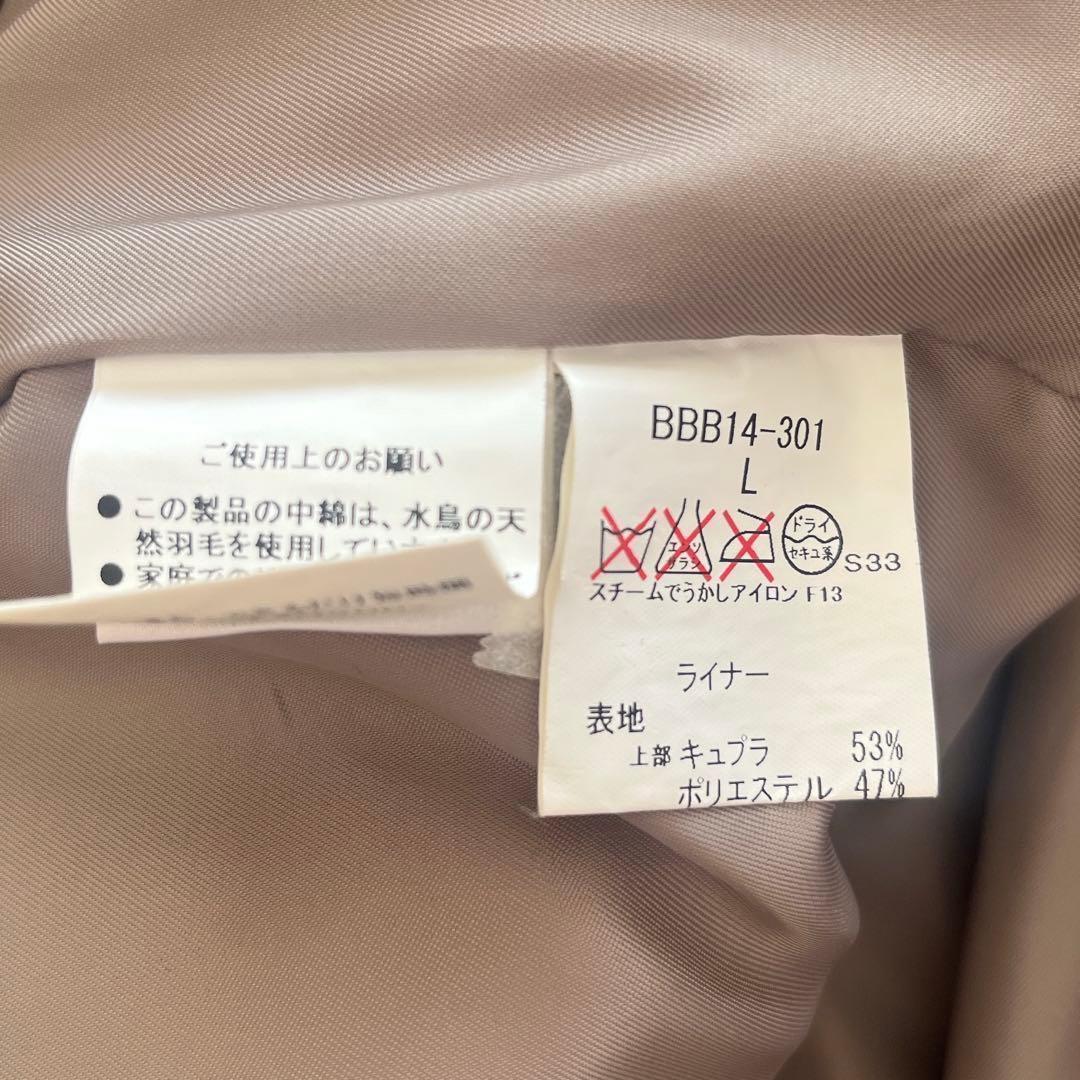 ご使用上のお願い
●この製品の中綿は、水鳥の天
然羽毛を使用してい
●家庭での
BBB14-301
L
エンソ
サラシ
ドライ
セキユ系
S33
スチームでうかしアイロン F13
ライナー
表地
上部 キュプラ 53%
ポリエステル 47%